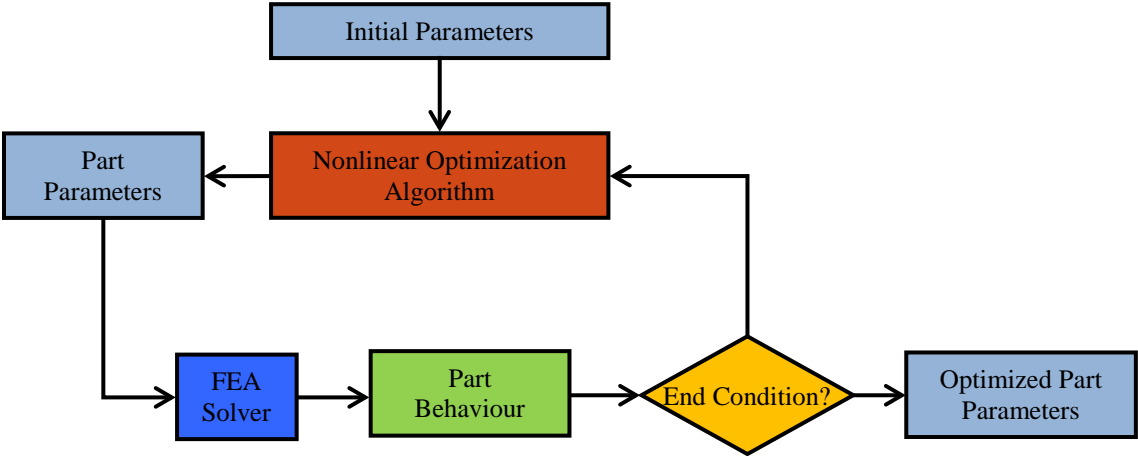 Initial Parameters
Part
Parameters
Nonlinear Optimization
Algorithm
FEA
Solver
Part
Behaviour
End Condition?
Optimized Part
Parameters